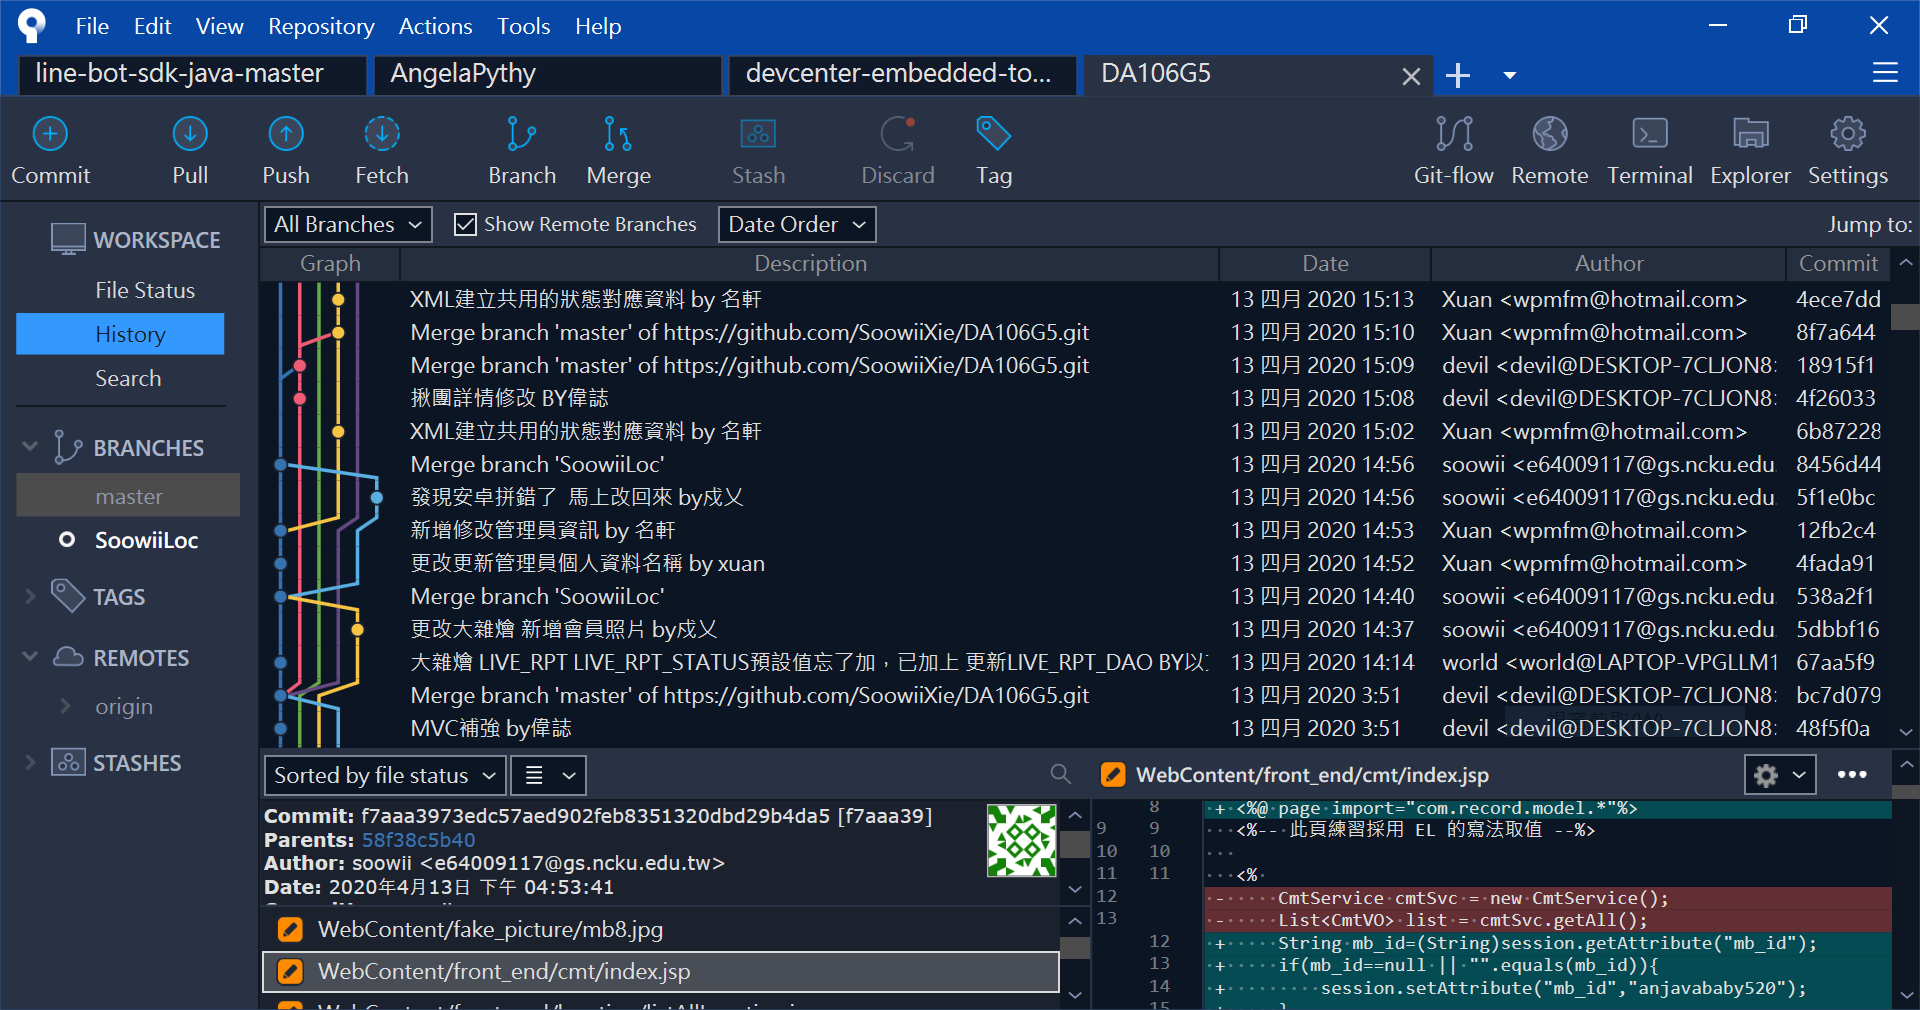 File Edit View Repository Actions Tools Help
line-bot-sdk-java-master AngelaPythy devcenter-embedded-to... DA106G5
Commit Pull Push Fetch Branch Merge Stash Discard Tag Git-flow Remote Terminal Explorer Settings
WORKSPACE
File Status
History
Search
BRANCHES
master
SoowiiLoc
TAGS
REMOTES
origin
STASHES
All Branches Show Remote Branches Date Order Jump to:
Graph Description Date Author Commit
XML建立共用的狀態對應資料 by 名軒 13 四月 2020 15:13 Xuan <wpmfm@hotmail.com> 4ece7dd
Merge branch 'master' of https://github.com/SoowiiXie/DA106G5.git 13 四月 2020 15:10 Xuan <wpmfm@hotmail.com> 8f7a644
Merge branch 'master' of https://github.com/SoowiiXie/DA106G5.git 13 四月 2020 15:09 devil <devil@DESKTOP-7CLJON8 18915f1
揪團詳情修改 BY偉誌 13 四月 2020 15:08 devil <devil@DESKTOP-7CLJON8 4f26033
XML建立共用的狀態對應資料 by 名軒 13 四月 2020 15:02 Xuan <wpmfm@hotmail.com> 6b87228
Merge branch 'SoowiiLoc' 13 四月 2020 14:56 soowii <e64009117@gs.ncku.edu. 8456d44
發現安卓拼錯了 馬上改回來 by戍乂 13 四月 2020 14:56 soowii <e64009117@gs.ncku.edu. 5f1e0bc
新增修改管理員資訊 by 名軒 13 四月 2020 14:53 Xuan <wpmfm@hotmail.com> 12fb2c4
更改更新管理員個人資料名稱 by xuan 13 四月 2020 14:52 Xuan <wpmfm@hotmail.com> 4fada91
Merge branch 'SoowiiLoc' 13 四月 2020 14:40 soowii <e64009117@gs.ncku.edu. 538a2f1
更改大雜燴 新增會員照片 by戍乂 13 四月 2020 14:37 soowii <e64009117@gs.ncku.edu. 5dbbf16
大雜燴 LIVE_RPT LIVE_RPT_STATUS預設值忘了加，已加上 更新LIVE_RPT_DAO BY以 13 四月 2020 14:14 world <world@LAPTOP-VPGLLM1 67aa5f9
Merge branch 'master' of https://github.com/SoowiiXie/DA106G5.git 13 四月 2020 3:51 devil <devil@DESKTOP-7CLJON8 bc7d079
MVC補強 by偉誌 13 四月 2020 3:51 devil <devil@DESKTOP-7CLJON8 48f5f0a
Sorted by file status
Commit: f7aaa3973edc57aed902feb8351320dbd29b4da5 [f7aaa39]
Parents: 58f38c5b40
Author: soowii <e64009117@gs.ncku.edu.tw>
Date: 2020年4月13日 下午 04:53:41
WebContent/fake_picture/mb8.jpg
WebContent/front_end/cmt/index.jsp
WebContent/front_end/cmt/index.jsp
8 + <%@ page import="com.record.model.*"%>
9 9 <%-- 此頁練習採用 EL 的寫法取值 --%>
10 10
11 11 <%
12 - CmtService cmtSvc = new CmtService();
13 - List<CmtVO> list = cmtSvc.getAll();
12 + String mb_id=(String)session.getAttribute("mb_id");
13 + if(mb_id==null || "".equals(mb_id)){
14 + session.setAttribute("mb_id","anjavababy520");
15 + }